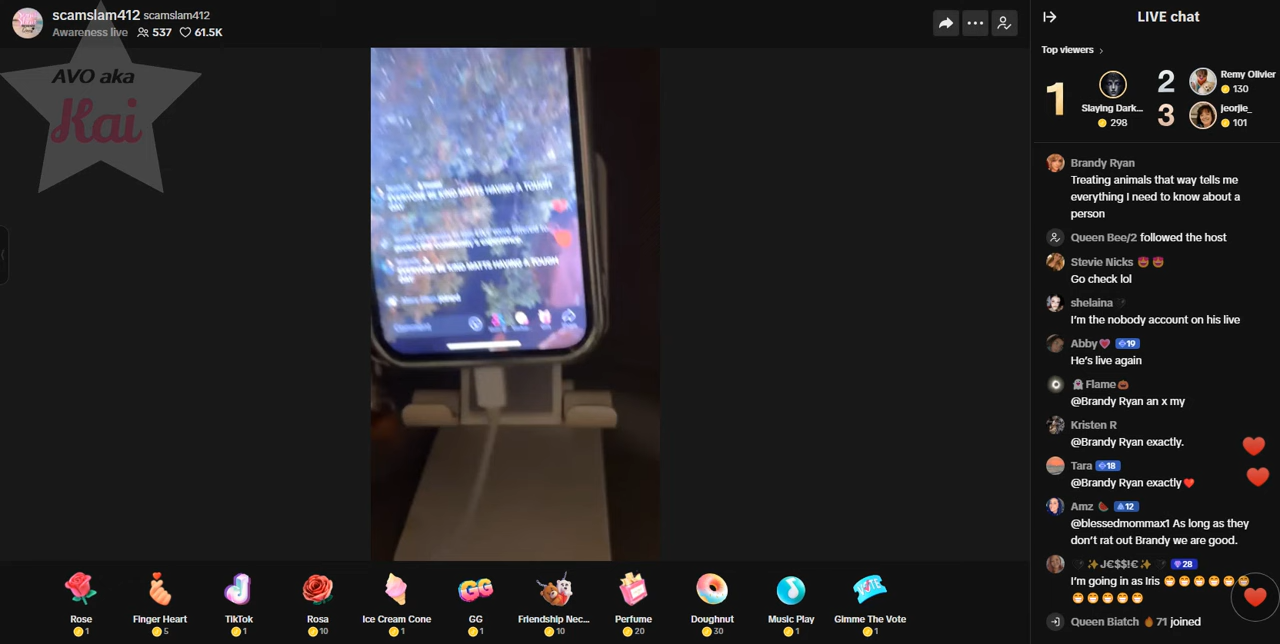 scamslam412 scamslam412
Awareness live 537 61.5K
AVO aka
Kai
LIVE chat
Top viewers
1
Slaying Dark...
298
2
Remy Olivier
130
3
jeorjie_
101
HAVING A TOUGH
HAVING A TOUGH
Brandy Ryan
Treating animals that way tells me
everything I need to know about a
person
Queen Bee/2 followed the host
Stevie Nicks
Go check lol
shelaina
I'm the nobody account on his live
Abby 19
He's live again
Flame
@Brandy Ryan an x my
Kristen R
@Brandy Ryan exactly.
Tara 18
@Brandy Ryan exactly
Amz 12
@blessedmommax1 As long as they
don't rat out Brandy we are good.
J€$$!€ 28
I'm going in as Iris
Queen Biatch 71 joined
Rose
1
Finger Heart
5
TikTok
1
Rosa
10
Ice Cream Cone
1
GG
1
Friendship Nec...
10
Perfume
20
Doughnut
30
Music Play
1
Gimme The Vote
1